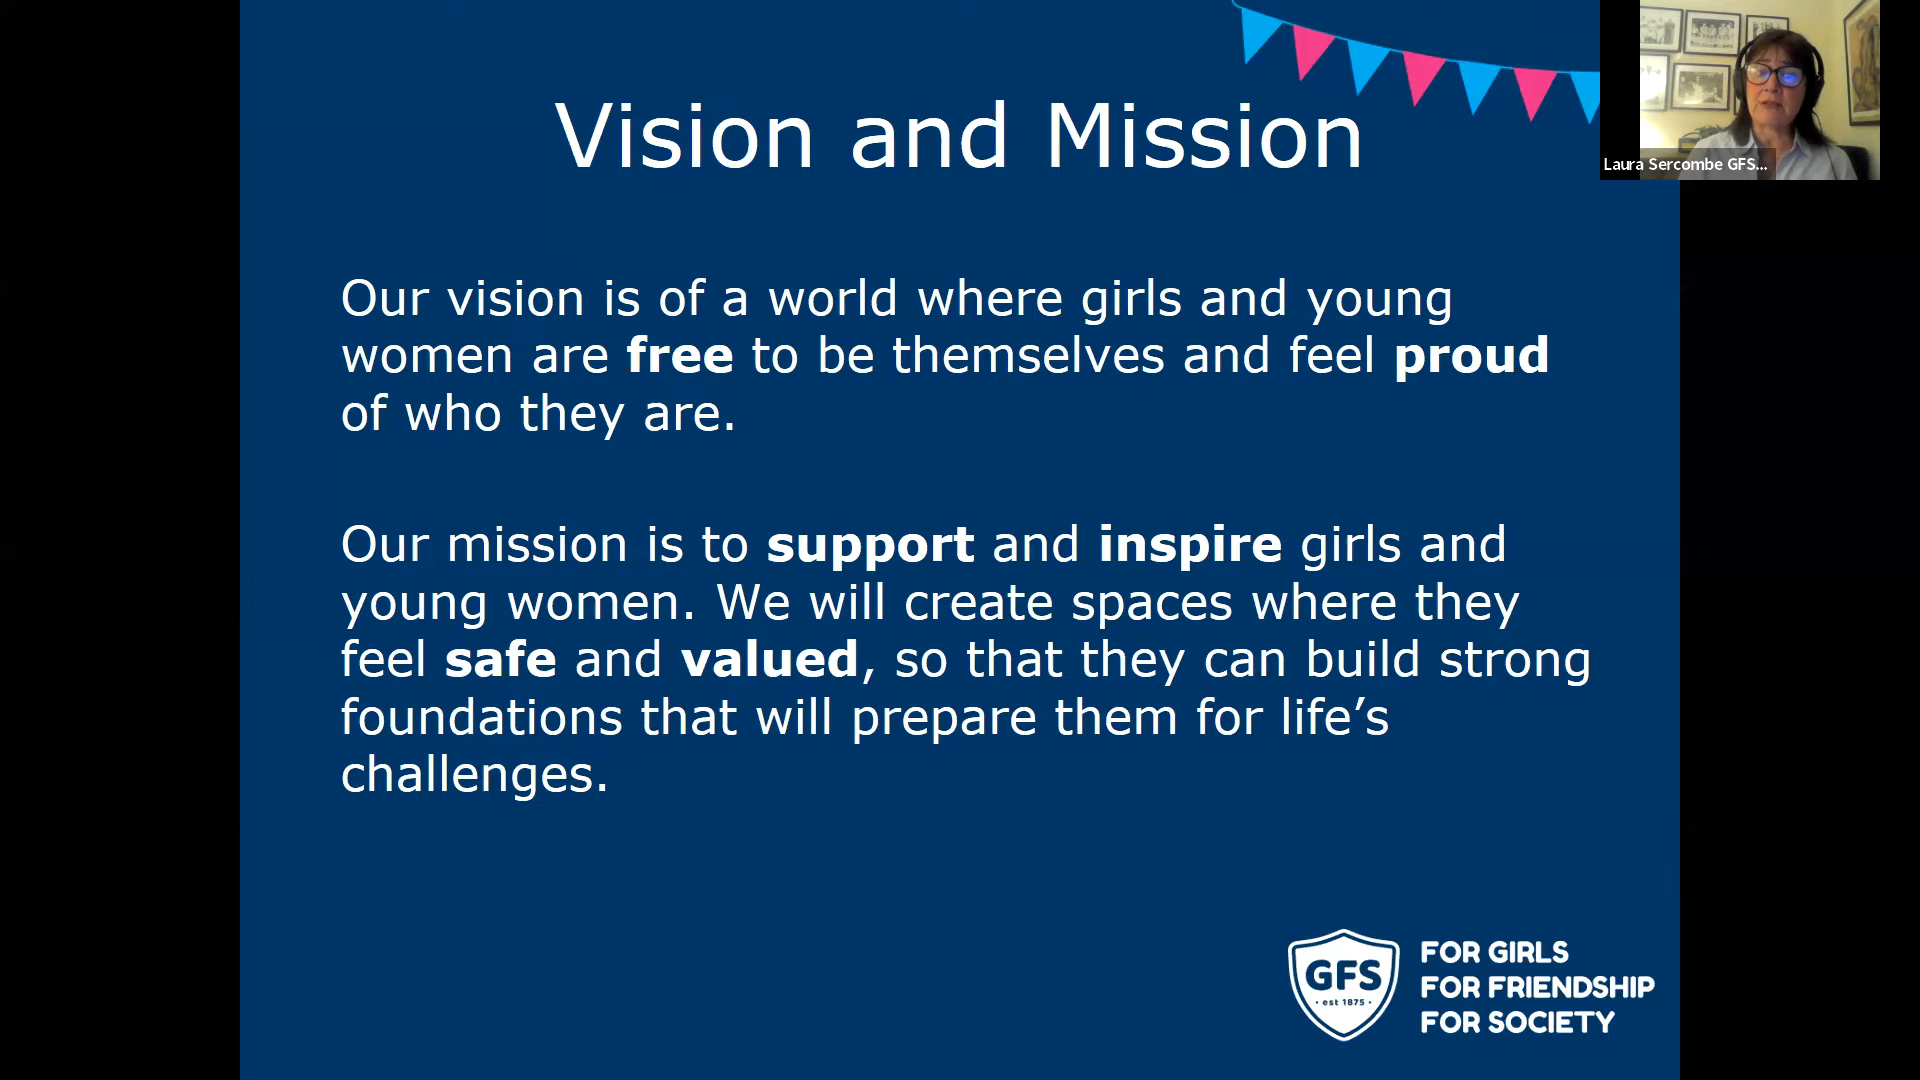 Vision and Mission
Laura Sercombe GFS...
Our vision is of a world where girls and young
women are free to be themselves and feel proud
of who they are.
Our mission is to support and inspire girls and
young women. We will create spaces where they
feel safe and valued, so that they can build strong
foundations that will prepare them for life’s
challenges.
GFS
• est 1875 •
FOR GIRLS
FOR FRIENDSHIP
FOR SOCIETY